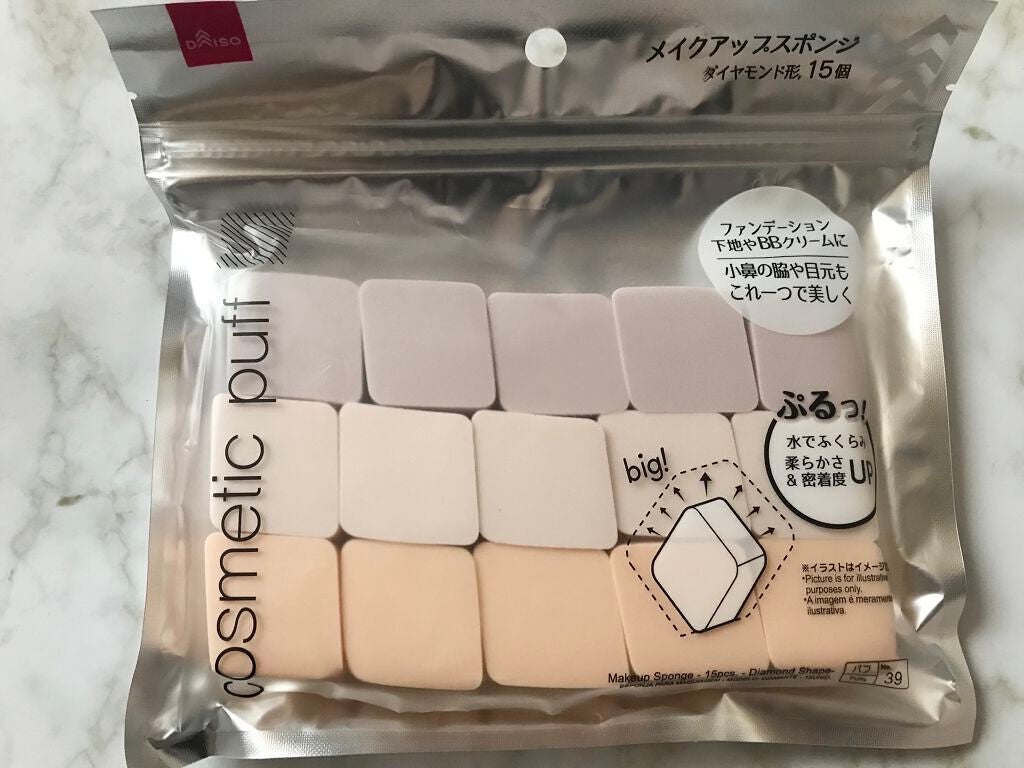 DAISO
メイクアップスポンジ
ダイヤモンド形, 15個
ファンデーション
下地やBBクリームに
小鼻の脇や目元も
これ一つで美しく
cosmetic puff
ぷるっ!
水でふくらみ
柔らかさ
&密着度 UP
big!
※イラストはイメージ
•Picture is for illustrative
purposes only.
•A imagem é meramente
ilustrativa.
Makeup Sponge - 15pcs. - Diamond Shape-
パフ
Puffs
No.
39